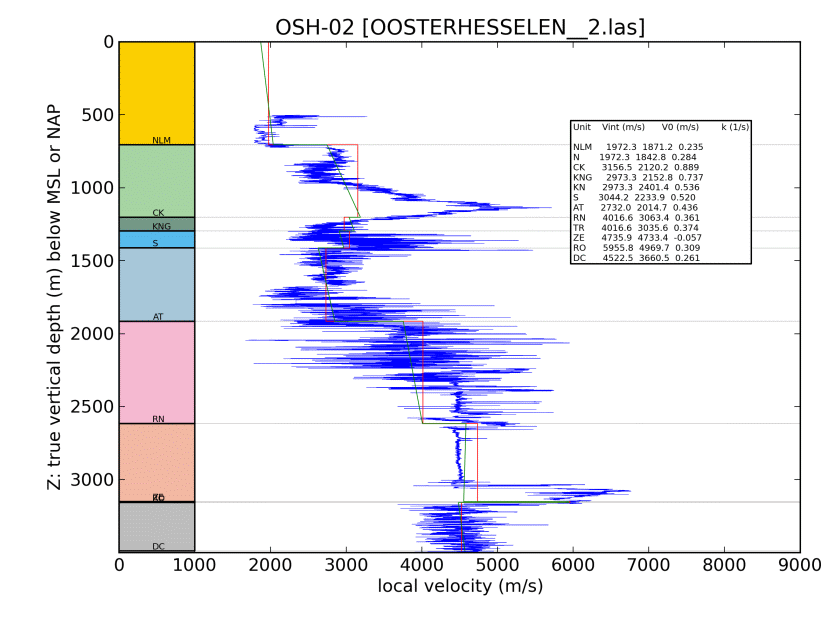 OSH-02 [OOSTERHESSELEN__2.las]
Z: true vertical depth (m) below MSL or NAP
0
500
1000
1500
2000
2500
3000
NLM
CK
KNG
S
AT
RN
DC
Unit Vint (m/s) V0 (m/s) k (1/s)
NLM 1972.3 1871.2 0.235
N 1972.3 1842.8 0.284
CK 3156.5 2120.2 0.889
KNG 2973.3 2152.8 0.737
KN 2973.3 2401.4 0.536
S 3044.2 2233.9 0.520
AT 2732.0 2014.7 0.436
RN 4016.6 3063.4 0.361
TR 4016.6 3035.6 0.374
ZE 4735.9 4733.4 -0.057
RO 5955.8 4969.7 0.309
DC 4522.5 3660.5 0.261
0 1000 2000 3000 4000 5000 6000 7000 8000 9000
local velocity (m/s)